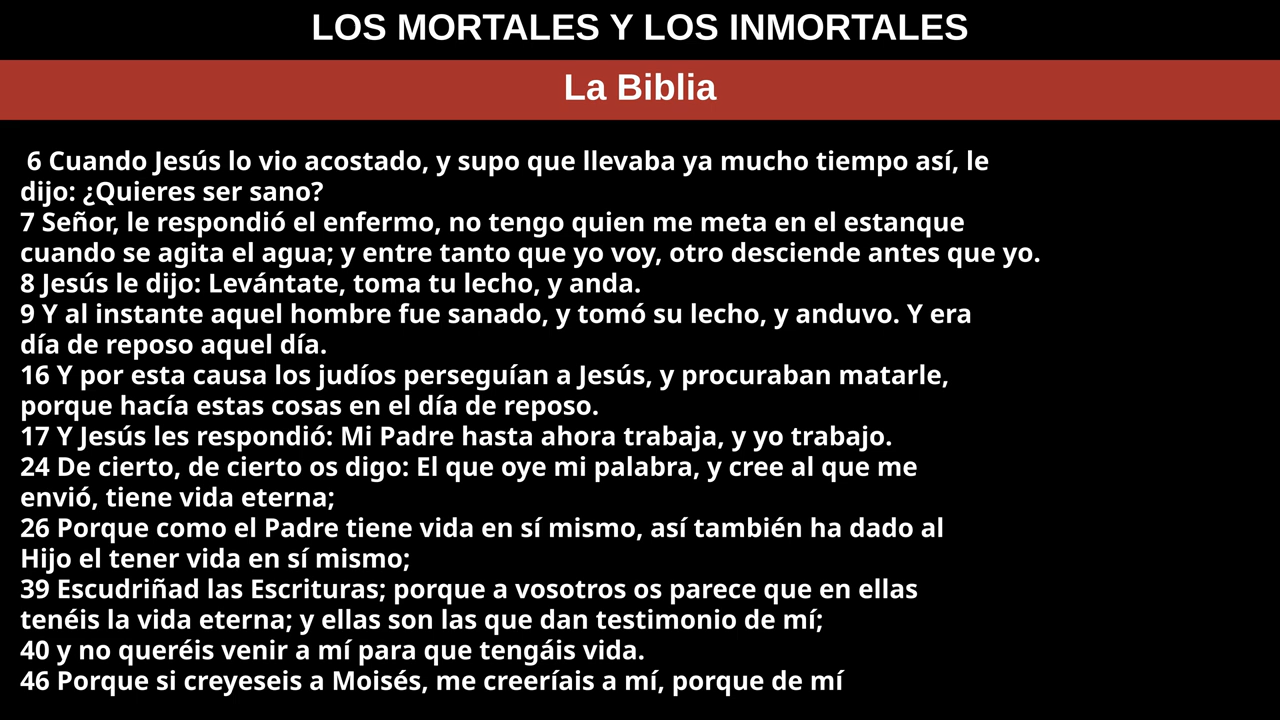 LOS MORTALES Y LOS INMORTALES
La Biblia
6 Cuando Jesús lo vio acostado, y supo que llevaba ya mucho tiempo así, le
dijo: ¿Quieres ser sano?
7 Señor, le respondió el enfermo, no tengo quien me meta en el estanque
cuando se agita el agua; y entre tanto que yo voy, otro desciende antes que yo.
8 Jesús le dijo: Levántate, toma tu lecho, y anda.
9 Y al instante aquel hombre fue sanado, y tomó su lecho, y anduvo. Y era
día de reposo aquel día.
16 Y por esta causa los judíos perseguían a Jesús, y procuraban matarle,
porque hacía estas cosas en el día de reposo.
17 Y Jesús les respondió: Mi Padre hasta ahora trabaja, y yo trabajo.
24 De cierto, de cierto os digo: El que oye mi palabra, y cree al que me
envió, tiene vida eterna;
26 Porque como el Padre tiene vida en sí mismo, así también ha dado al
Hijo el tener vida en sí mismo;
39 Escudriñad las Escrituras; porque a vosotros os parece que en ellas
tenéis la vida eterna; y ellas son las que dan testimonio de mí;
40 y no queréis venir a mí para que tengáis vida.
46 Porque si creyeseis a Moisés, me creeríais a mí, porque de mí